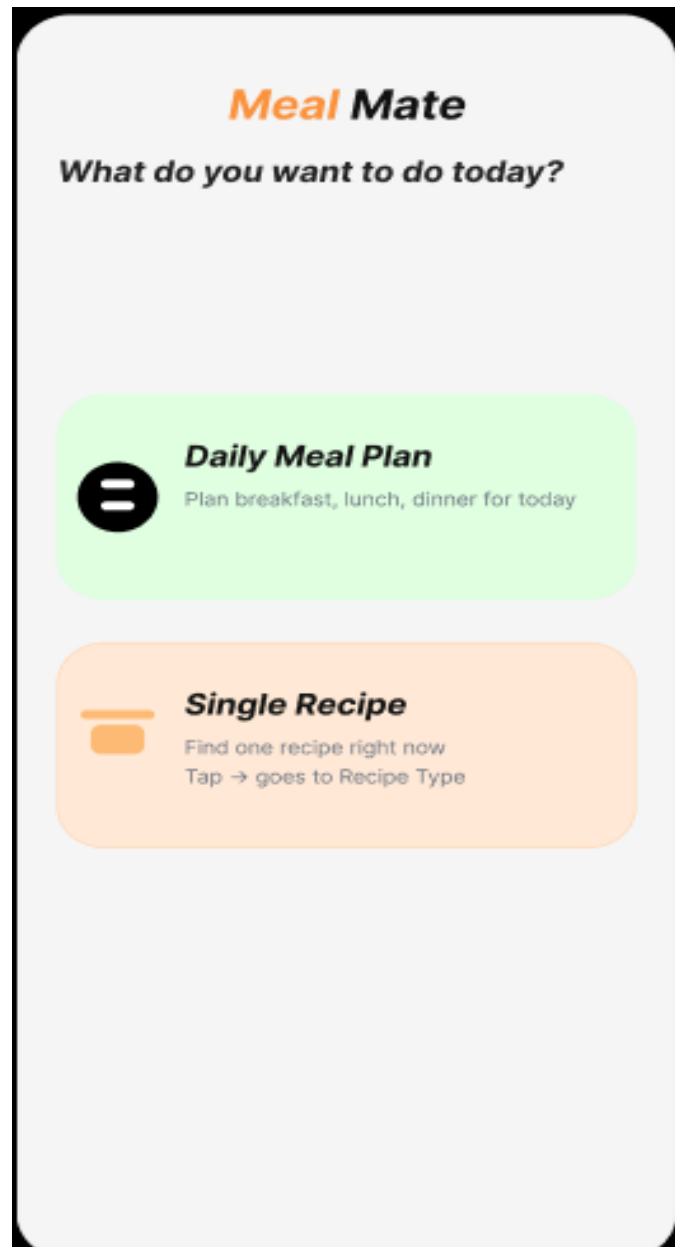 Meal Mate
What do you want to do today?
Daily Meal Plan
Plan breakfast, lunch, dinner for today
Single Recipe
Find one recipe right now
Tap → goes to Recipe Type